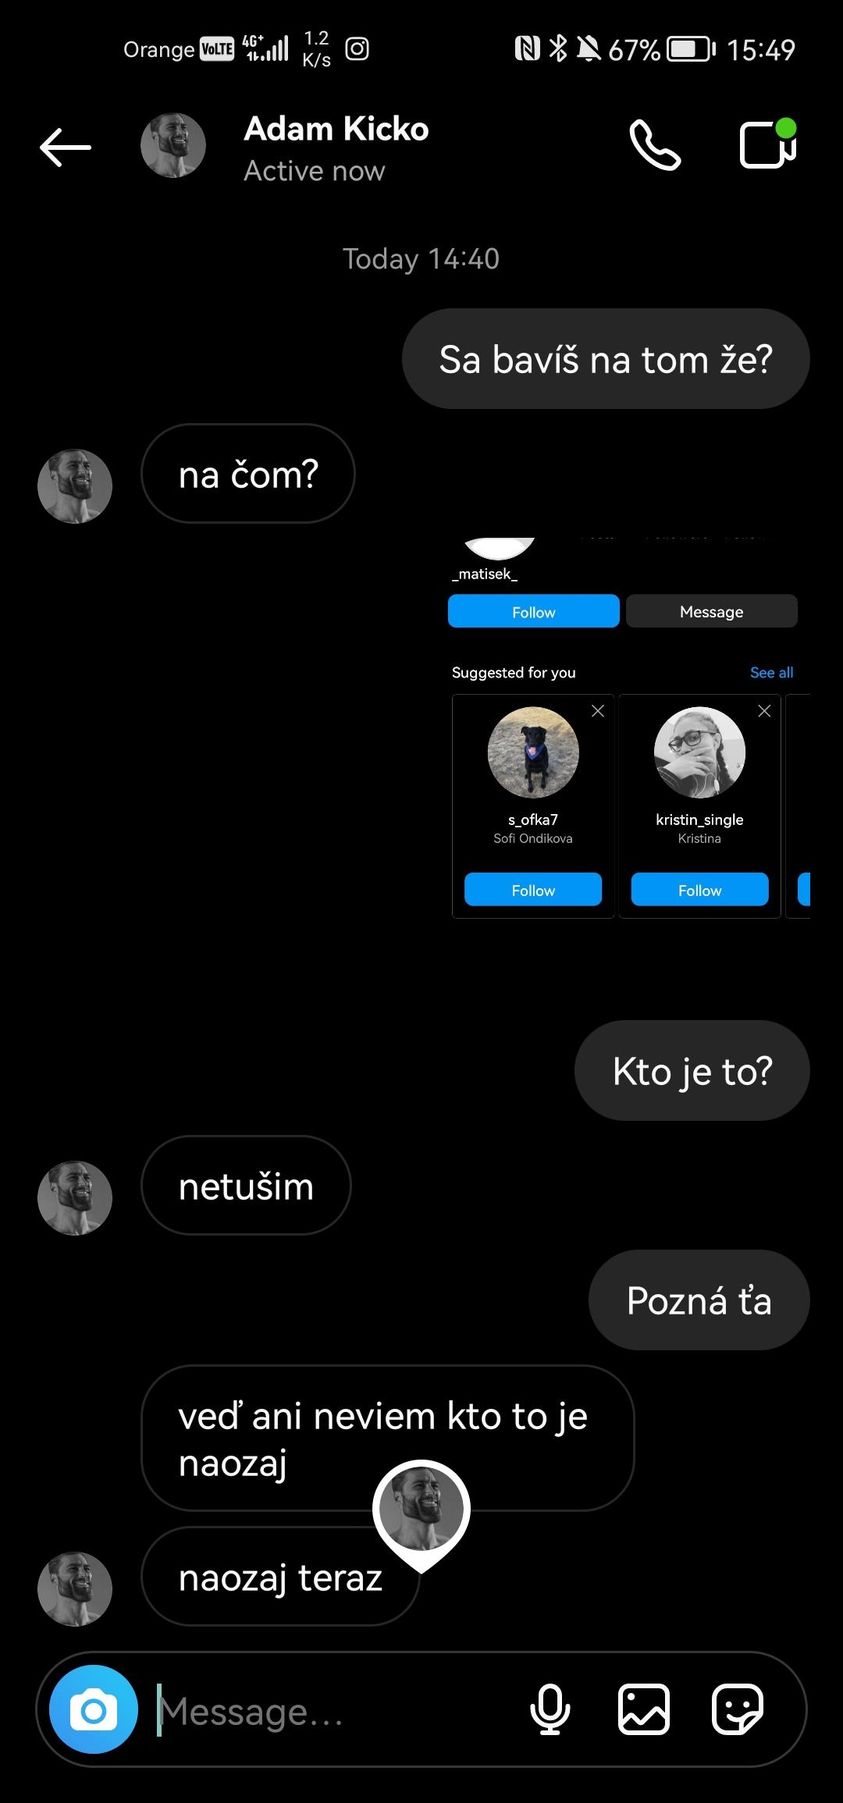 Orange VoLTE 4G+ 1.2 K/s 67% 15:49
Adam Kicko
Active now
Today 14:40
Sa bavíš na tom že?
na čom?
_matisek_
Follow Message
Suggested for you See all
s_ofka7 kristin_single
Sofi Ondikova Kristina
Follow Follow
Kto je to?
netušim
Pozná ťa
veď ani neviem kto to je
naozaj
naozaj teraz
Message...